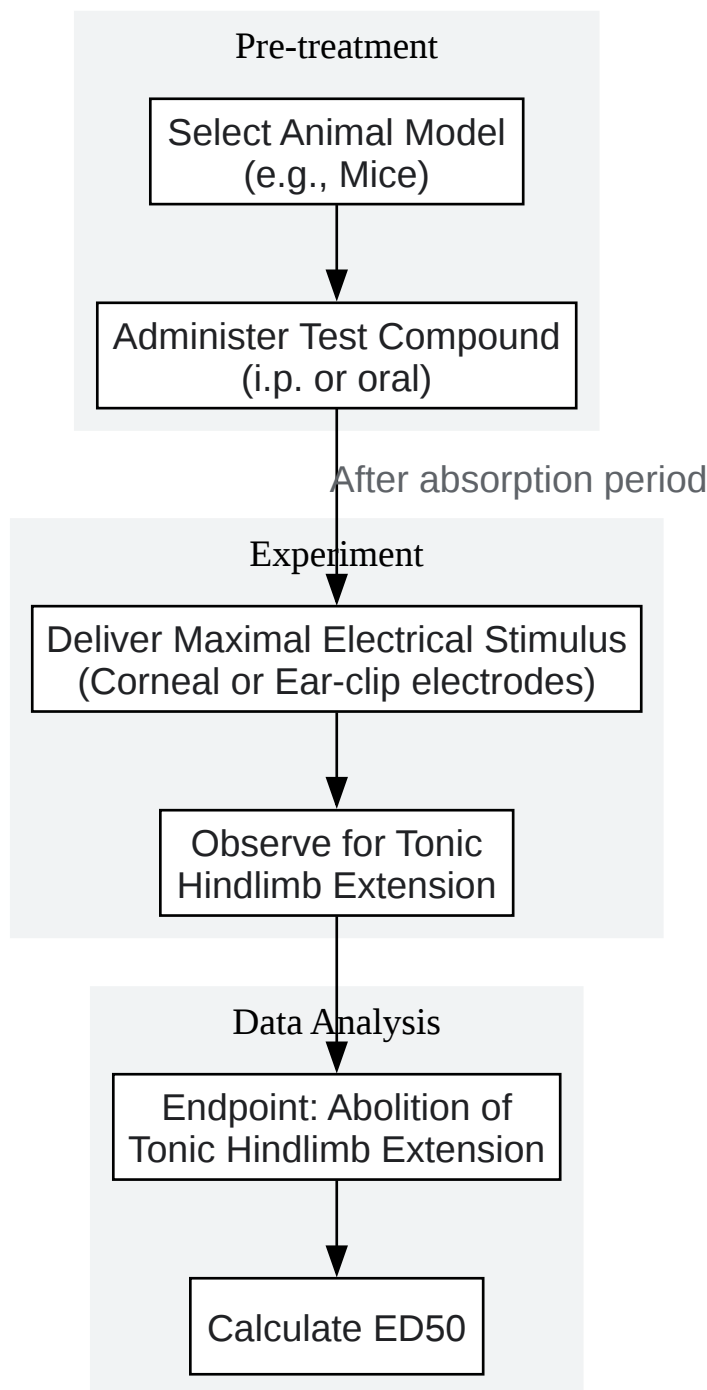 Pre-treatment
Select Animal Model
(e.g., Mice)
Administer Test Compound
(i.p. or oral)
After absorption period
Experiment
Deliver Maximal Electrical Stimulus
(Corneal or Ear-clip electrodes)
Observe for Tonic
Hindlimb Extension
Data Analysis
Endpoint: Abolition of
Tonic Hindlimb Extension
Calculate ED50